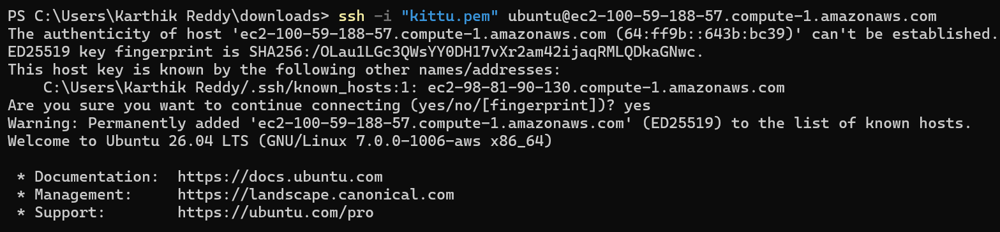 PS C:\Users\Karthik Reddy\downloads> ssh -i "kittu.pem" ubuntu@ec2-100-59-188-57.compute-1.amazonaws.com
The authenticity of host 'ec2-100-59-188-57.compute-1.amazonaws.com (64:ff9b::643b:bc39)' can't be established.
ED25519 key fingerprint is SHA256:/OLau1LGc3QWsYY0DH17vXr2am42ijaqRMLQDkaGNwc.
This host key is known by the following other names/addresses:
    C:\Users\Karthik Reddy/.ssh/known_hosts:1: ec2-98-81-90-130.compute-1.amazonaws.com
Are you sure you want to continue connecting (yes/no/[fingerprint])? yes
Warning: Permanently added 'ec2-100-59-188-57.compute-1.amazonaws.com' (ED25519) to the list of known hosts.
Welcome to Ubuntu 26.04 LTS (GNU/Linux 7.0.0-1006-aws x86_64)

 * Documentation:  https://docs.ubuntu.com
 * Management:     https://landscape.canonical.com
 * Support:        https://ubuntu.com/pro